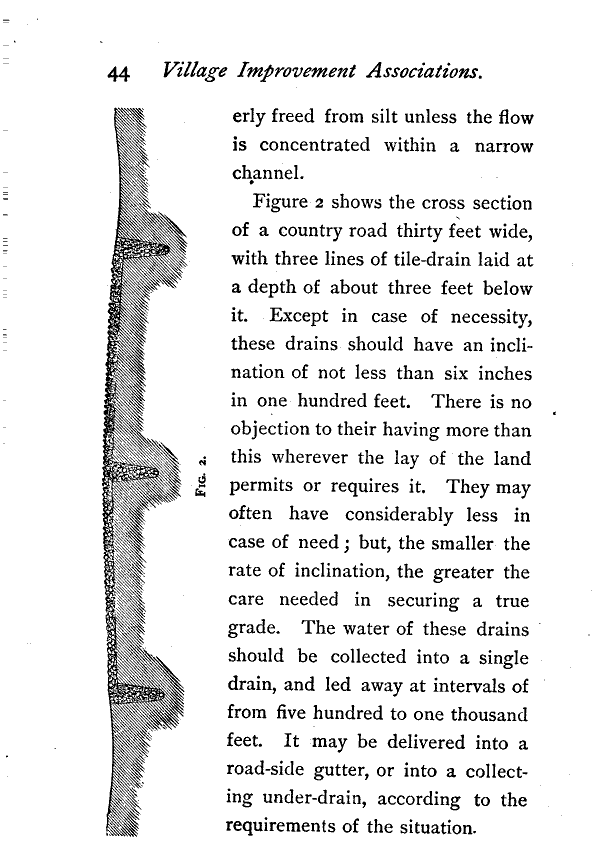 44 Village Improvement Associations.
erly freed from silt unless the flow
is concentrated within a narrow
channel.
Figure 2 shows the cross section
of a country road thirty feet wide,
with three lines of tile-drain laid at
a depth of about three feet below
it. Except in case of necessity,
these drains should have an incli-
nation of not less than six inches
in one hundred feet. There is no
objection to their having more than
this wherever the lay of the land
permits or requires it. They may
often have considerably less in
case of need; but, the smaller the
rate of inclination, the greater the
care needed in securing a true
grade. The water of these drains
should be collected into a single
drain, and led away at intervals of
from five hundred to one thousand
feet. It may be delivered into a
road-side gutter, or into a collect-
ing under-drain, according to the
requirements of the situation.
FIG. 2.